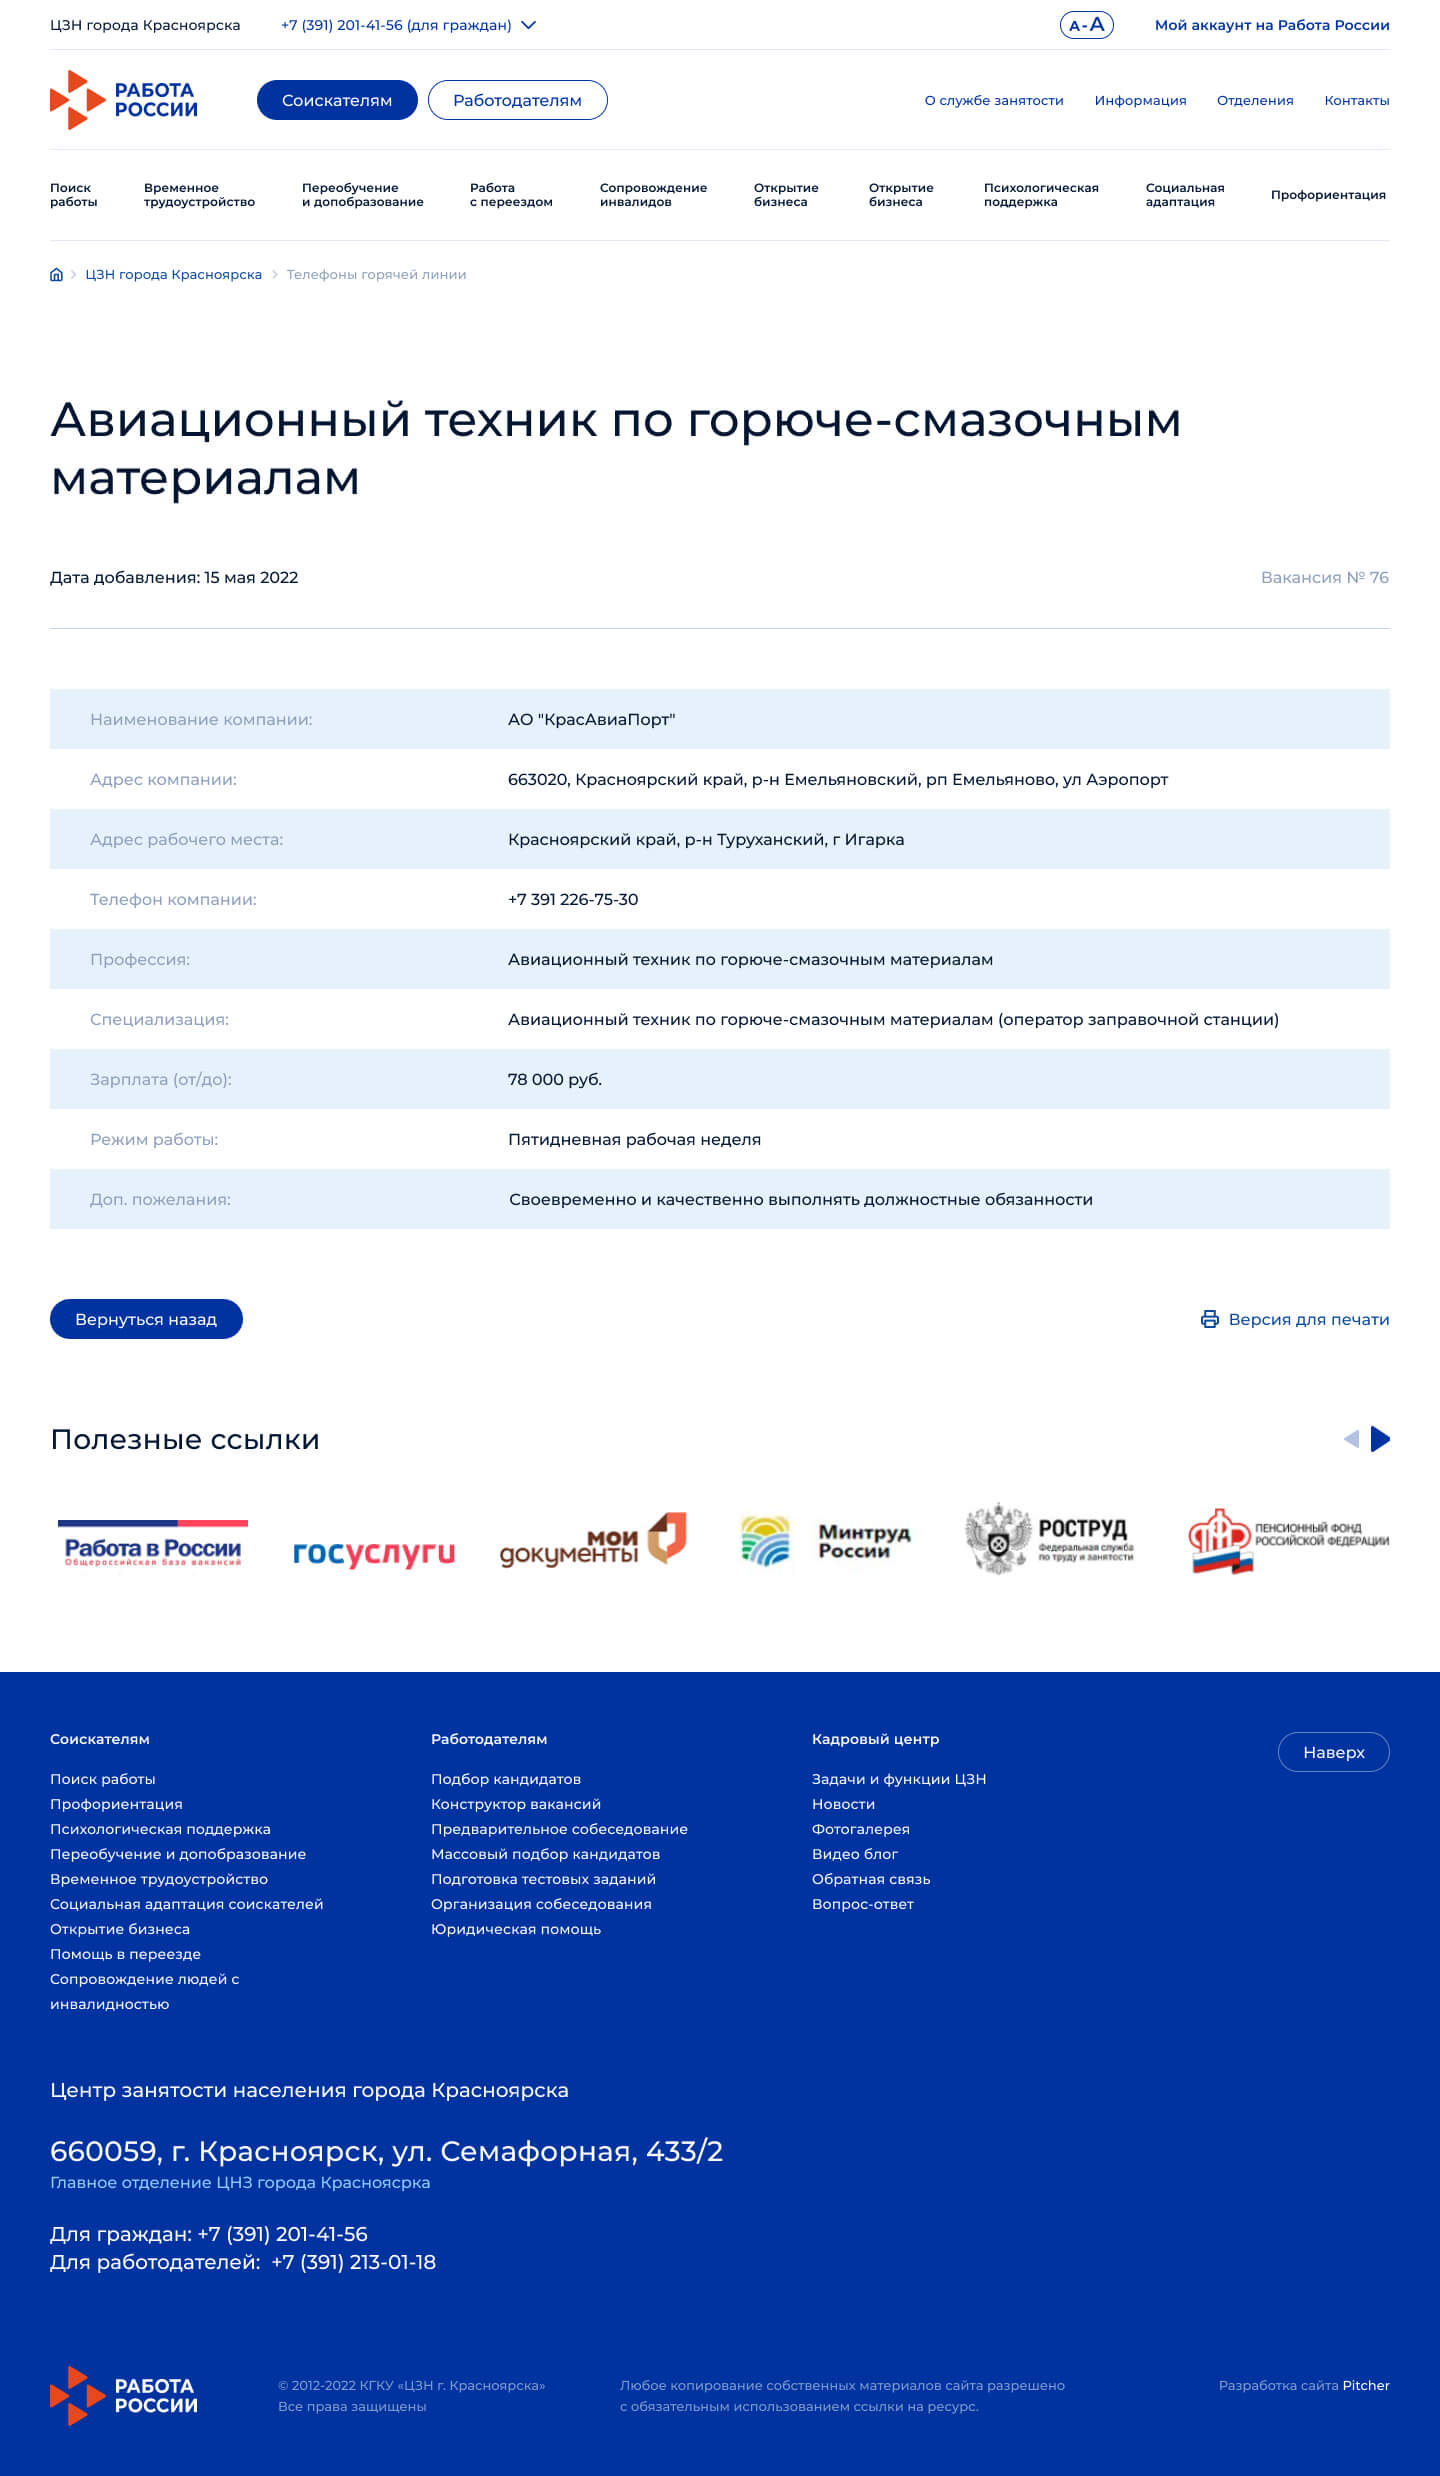 ЦЗН города Красноярска
+7 (391) 201-41-56 (для граждан)
A-A
Мой аккаунт на Работа России
РАБОТА
РОССИИ
Соискателям
Работодателям
О службе занятости
Информация
Отделения
Контакты
Поиск
работы
Временное
трудоустройство
Переобучение
и допобразование
Работа
с переездом
Сопровождение
инвалидов
Открытие
бизнеса
Открытие
бизнеса
Психологическая
поддержка
Социальная
адаптация
Профориентация
ЦЗН города Красноярска
Телефоны горячей линии
Авиационный техник по горюче-смазочным
материалам
Дата добавления: 15 мая 2022
Вакансия № 76
Наименование компании:
АО "КрасАвиаПорт"
Адрес компании:
663020, Красноярский край, р-н Емельяновский, рп Емельяново, ул Аэропорт
Адрес рабочего места:
Красноярский край, р-н Туруханский, г Игарка
Телефон компании:
+7 391 226-75-30
Профессия:
Авиационный техник по горюче-смазочным материалам
Специализация:
Авиационный техник по горюче-смазочным материалам (оператор заправочной станции)
Зарплата (от/до):
78 000 руб.
Режим работы:
Пятидневная рабочая неделя
Доп. пожелания:
Своевременно и качественно выполнять должностные обязанности
Вернуться назад
Версия для печати
Полезные ссылки
Работа в России
Общероссийская база вакансий
госуслуги
мои
документы
Минтруд
России
РОСТРУД
Федеральная служба
по труду и занятости
ПЕНСИОННЫЙ ФОНД
РОССИЙСКОЙ ФЕДЕРАЦИИ
Соискателям
Поиск работы
Профориентация
Психологическая поддержка
Переобучение и допобразование
Временное трудоустройство
Социальная адаптация соискателей
Открытие бизнеса
Помощь в переезде
Сопровождение людей с
инвалидностью
Работодателям
Подбор кандидатов
Конструктор вакансий
Предварительное собеседование
Массовый подбор кандидатов
Подготовка тестовых заданий
Организация собеседования
Юридическая помощь
Кадровый центр
Задачи и функции ЦЗН
Новости
Фотогалерея
Видео блог
Обратная связь
Вопрос-ответ
Наверх
Центр занятости населения города Красноярска
660059, г. Красноярск, ул. Семафорная, 433/2
Главное отделение ЦНЗ города Красноясрка
Для граждан: +7 (391) 201-41-56
Для работодателей:  +7 (391) 213-01-18
РАБОТА
РОССИИ
© 2012-2022 КГКУ «ЦЗН г. Красноярска»
Все права защищены
Любое копирование собственных материалов сайта разрешено
с обязательным использованием ссылки на ресурс.
Разработка сайта Pitcher